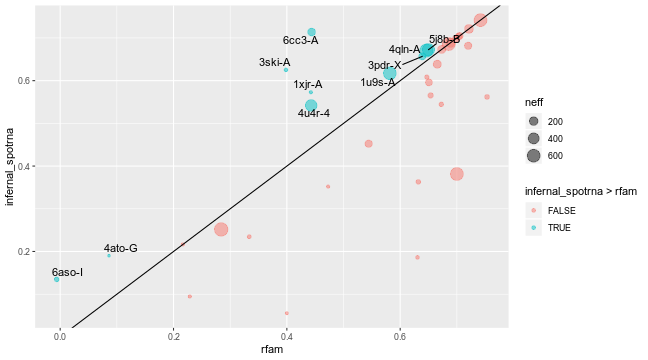 6cc3-A
5j8b-B
4qln-A
3ski-A
3pdr-X
1u9s-A
1xjr-A
4u4r-4
4ato-G
6aso-I
0.6
0.4
0.2
0.0
0.2
0.4
0.6
rfam
infernal_spotrna
neff
200
400
600
infernal_spotrna > rfam
FALSE
TRUE